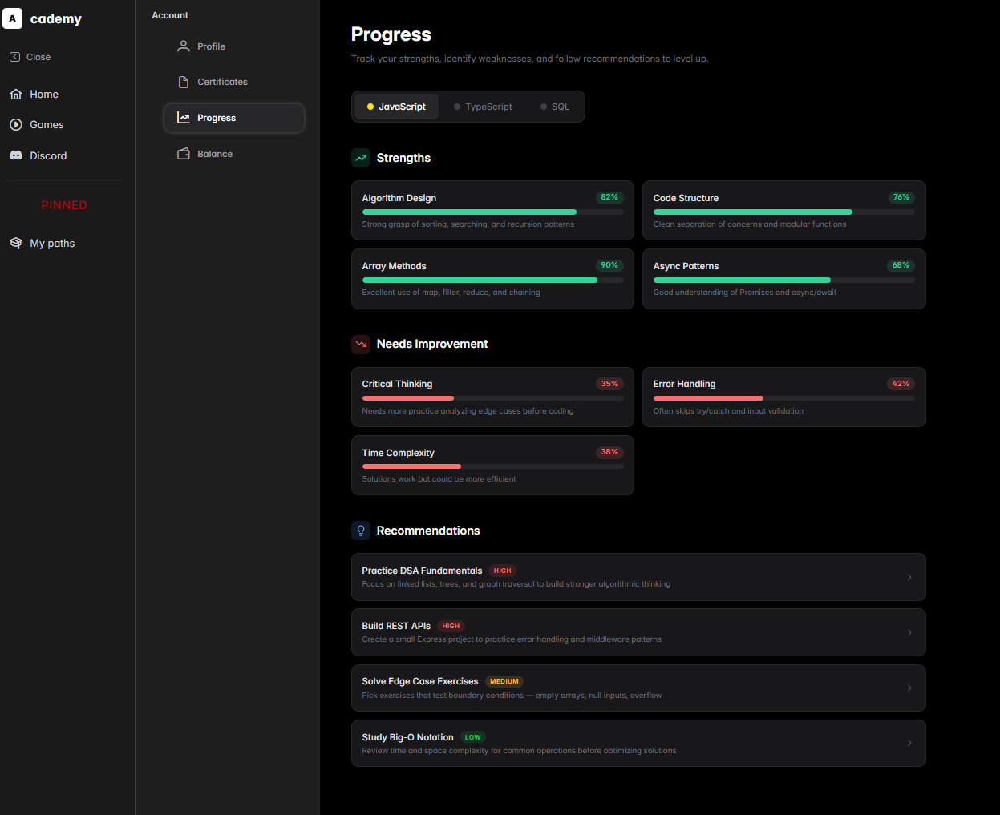 A cademy
Close
Home
Games
Discord
PINNED
My paths
Account
Profile
Certificates
Progress
Balance
Progress
Track your strengths, identify weaknesses, and follow recommendations to level up.
JavaScript TypeScript SQL
Strengths
Algorithm Design 82%
Strong grasp of sorting, searching, and recursion patterns
Code Structure 76%
Clean separation of concerns and modular functions
Array Methods 90%
Excellent use of map, filter, reduce, and chaining
Async Patterns 68%
Good understanding of Promises and async/await
Needs Improvement
Critical Thinking 35%
Needs more practice analyzing edge cases before coding
Error Handling 42%
Often skips try/catch and input validation
Time Complexity 38%
Solutions work but could be more efficient
Recommendations
Practice DSA Fundamentals HIGH
Focus on linked lists, trees, and graph traversal to build stronger algorithmic thinking
Build REST APIs HIGH
Create a small Express project to practice error handling and middleware patterns
Solve Edge Case Exercises MEDIUM
Pick exercises that test boundary conditions — empty arrays, null inputs, overflow
Study Big-O Notation LOW
Review time and space complexity for common operations before optimizing solutions